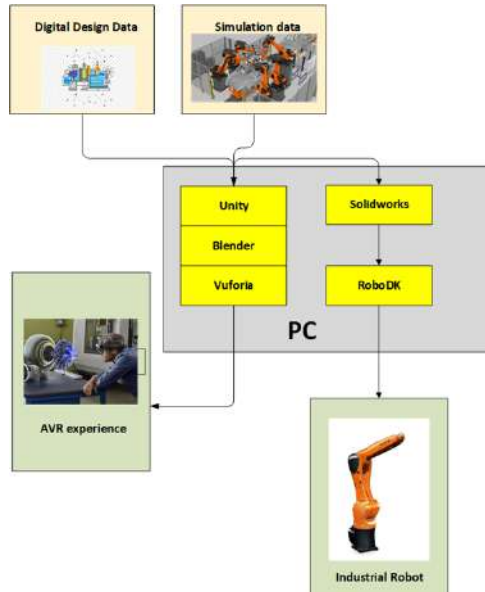 Digital Design Data
Simulation data
Unity
Solidworks
Blender
Vuforia
RoboDK
PC
AVR experience
Industrial Robot